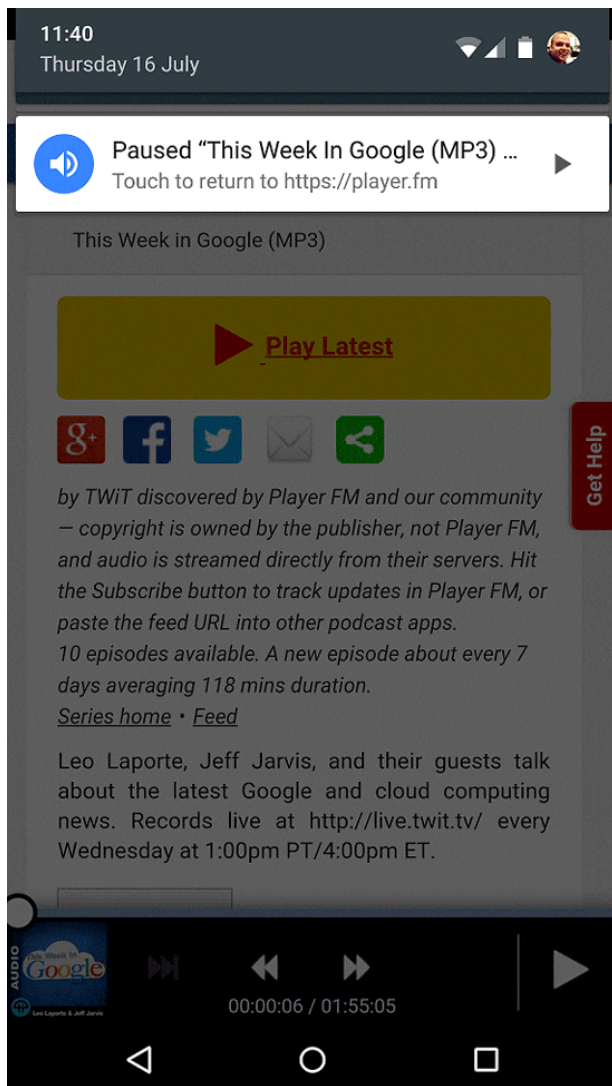 11:40
Thursday 16 July
Paused “This Week In Google (MP3) ...
Touch to return to https://player.fm
This Week in Google (MP3)
Play Latest
g+
f
Get Help
by TWiT discovered by Player FM and our community
— copyright is owned by the publisher, not Player FM,
and audio is streamed directly from their servers. Hit
the Subscribe button to track updates in Player FM, or
paste the feed URL into other podcast apps.
10 episodes available. A new episode about every 7
days averaging 118 mins duration.
Series home • Feed
Leo Laporte, Jeff Jarvis, and their guests talk
about the latest Google and cloud computing
news. Records live at http://live.twit.tv/ every
Wednesday at 1:00pm PT/4:00pm ET.
AUDIO
This Week In
Google
Leo Laporte & Jeff Jarvis
00:00:06 / 01:55:05